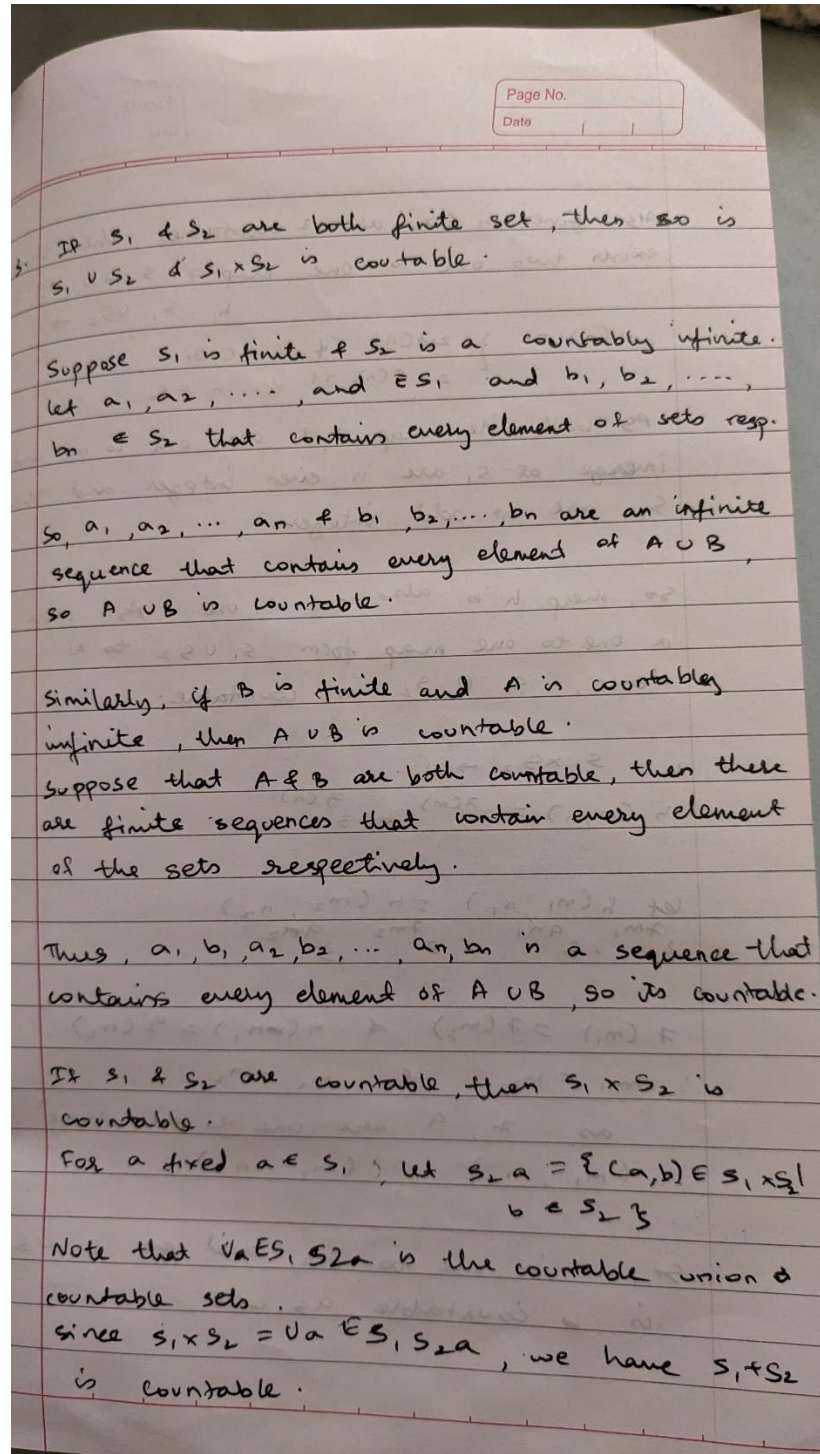 Page No.
Date
3. If S₁ & S₂ are both finite set, then so is
S₁ ∪ S₂ & S₁ × S₂ is coutable.
Suppose S₁ is finite & S₂ is a countably infinite.
let a₁, a₂, ...., and ∈ S₁ and b₁, b₂, ....,
bn ∈ S₂ that contains every element of sets resp.
So, a₁, a₂, ..., an & b₁, b₂, ...., bn are an infinite
sequence that contains every element of A ∪ B,
so A ∪ B is countable.
Similarly, if B is finite and A is countabley
infinite, then A ∪ B is countable.
Suppose that A & B are both countable, then there
are finite sequences that contain every element
of the sets respectively.
Thus, a₁, b₁, a₂, b₂, ... an, bn is a sequence that
contains every element of A ∪ B, so its countable.
If S₁ & S₂ are countable, then S₁ × S₂ is
countable.
For a fixed a ∈ S₁ ; let S₂a = {(a,b) ∈ S₁ × S₂|
b ∈ S₂}
Note that ∪a∈S₁ S2a is the countable union o
countable sets.
since S₁ × S₂ = ∪a ∈ S₁ S₂a, we have S₁ + S₂
is countable.